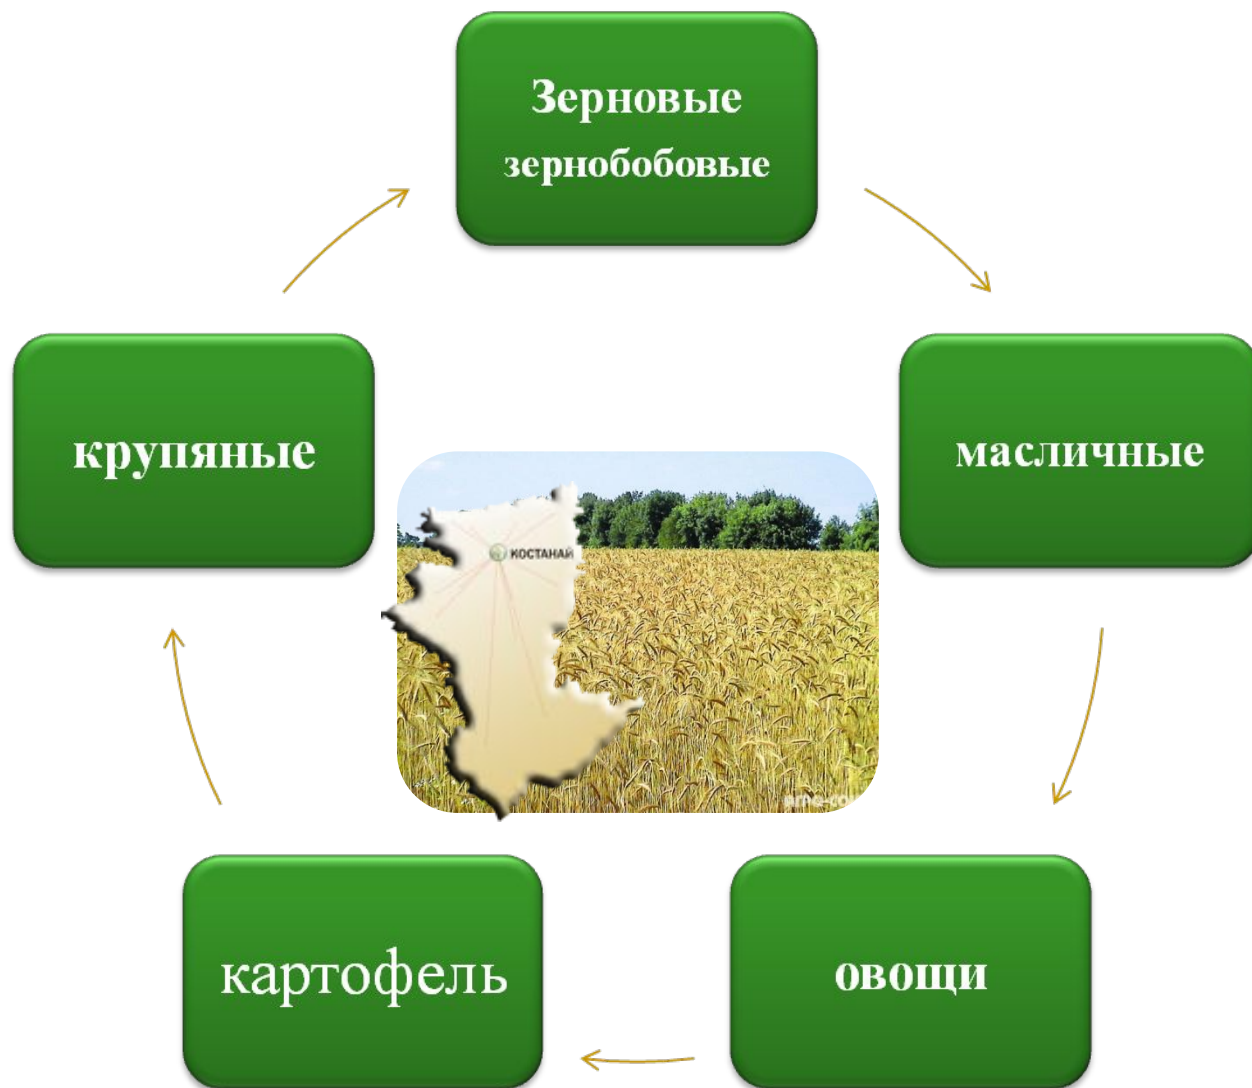 Зерновые
зернобобовые
масличные
овощи
картофель
крупяные
КОСТАНАЙ